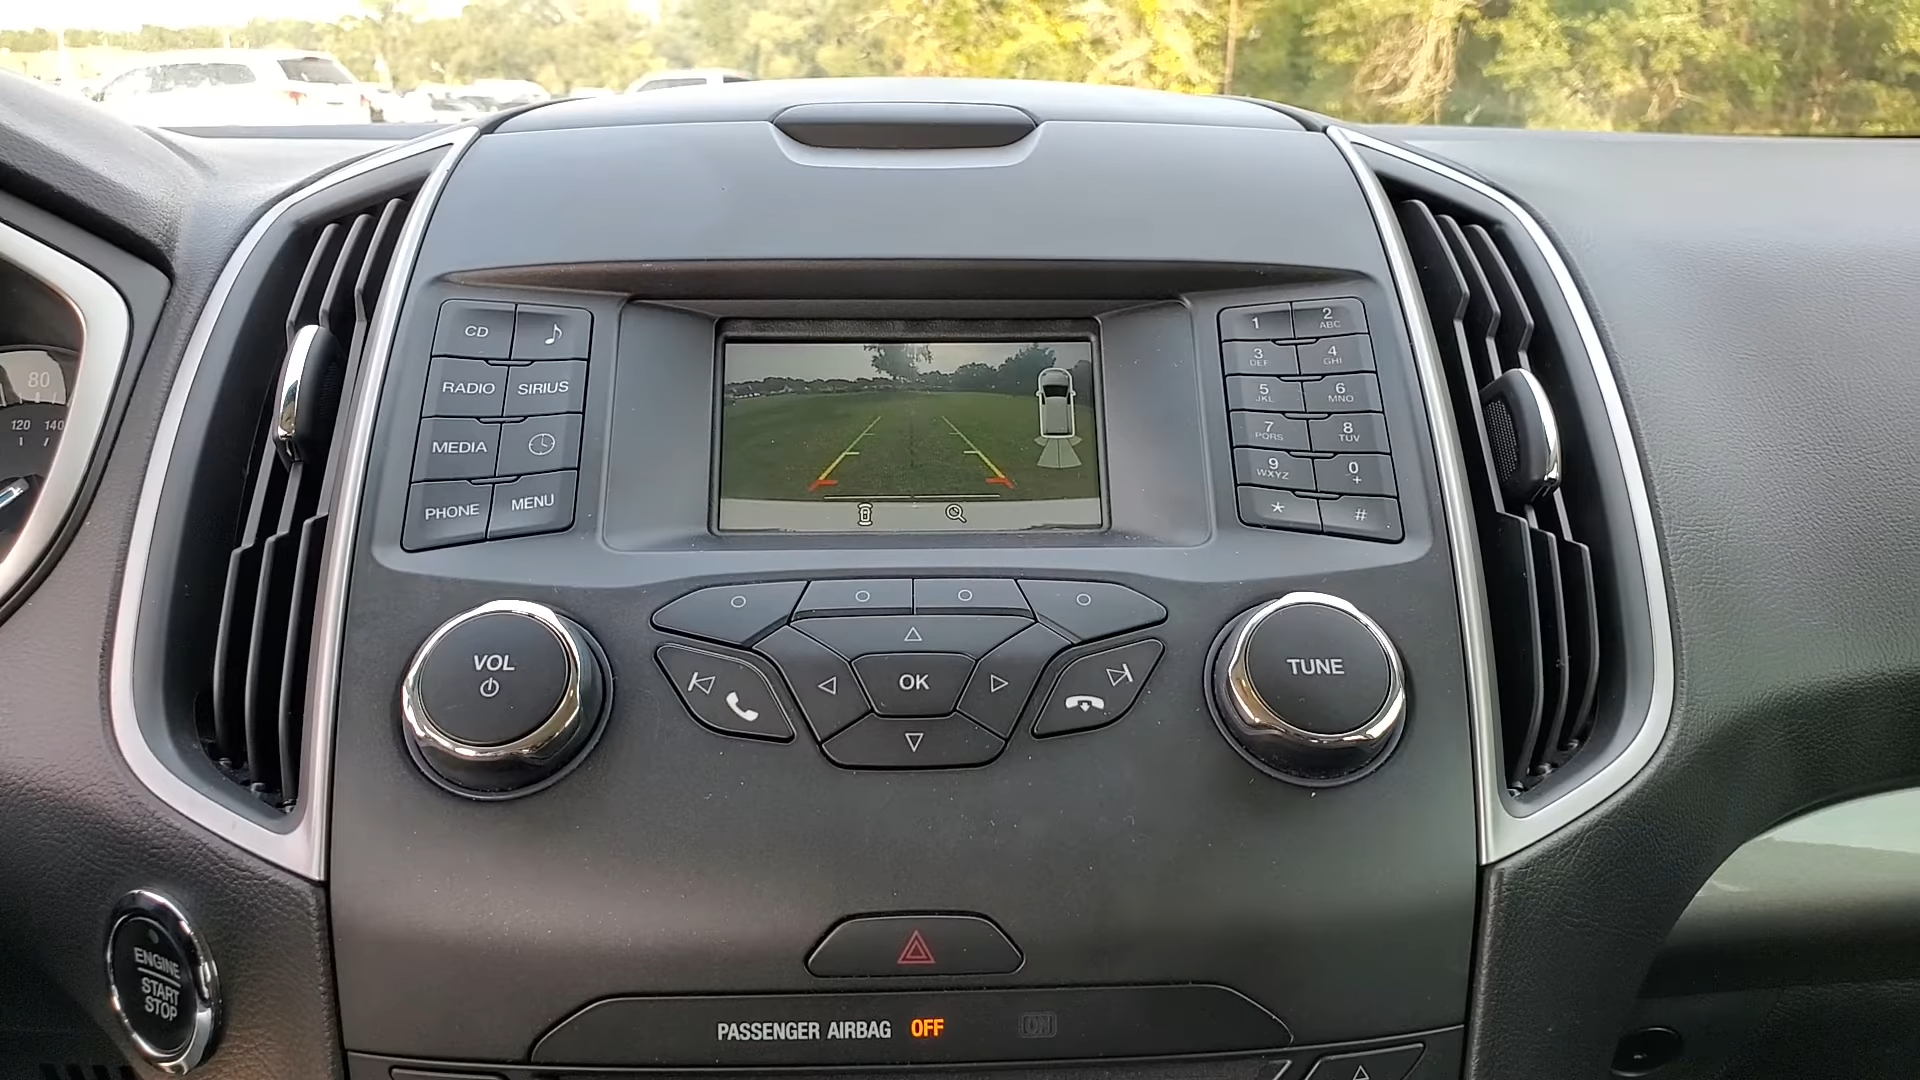 80
120 140
CD
RADIO SIRIUS
MEDIA
PHONE MENU
1 2 ABC
3 DEF 4 GHI
5 JKL 6 MNO
7 PQRS 8 TUV
9 WXYZ 0 +
* #
VOL
OK
TUNE
ENGINE
START
STOP
PASSENGER AIRBAG OFF ON